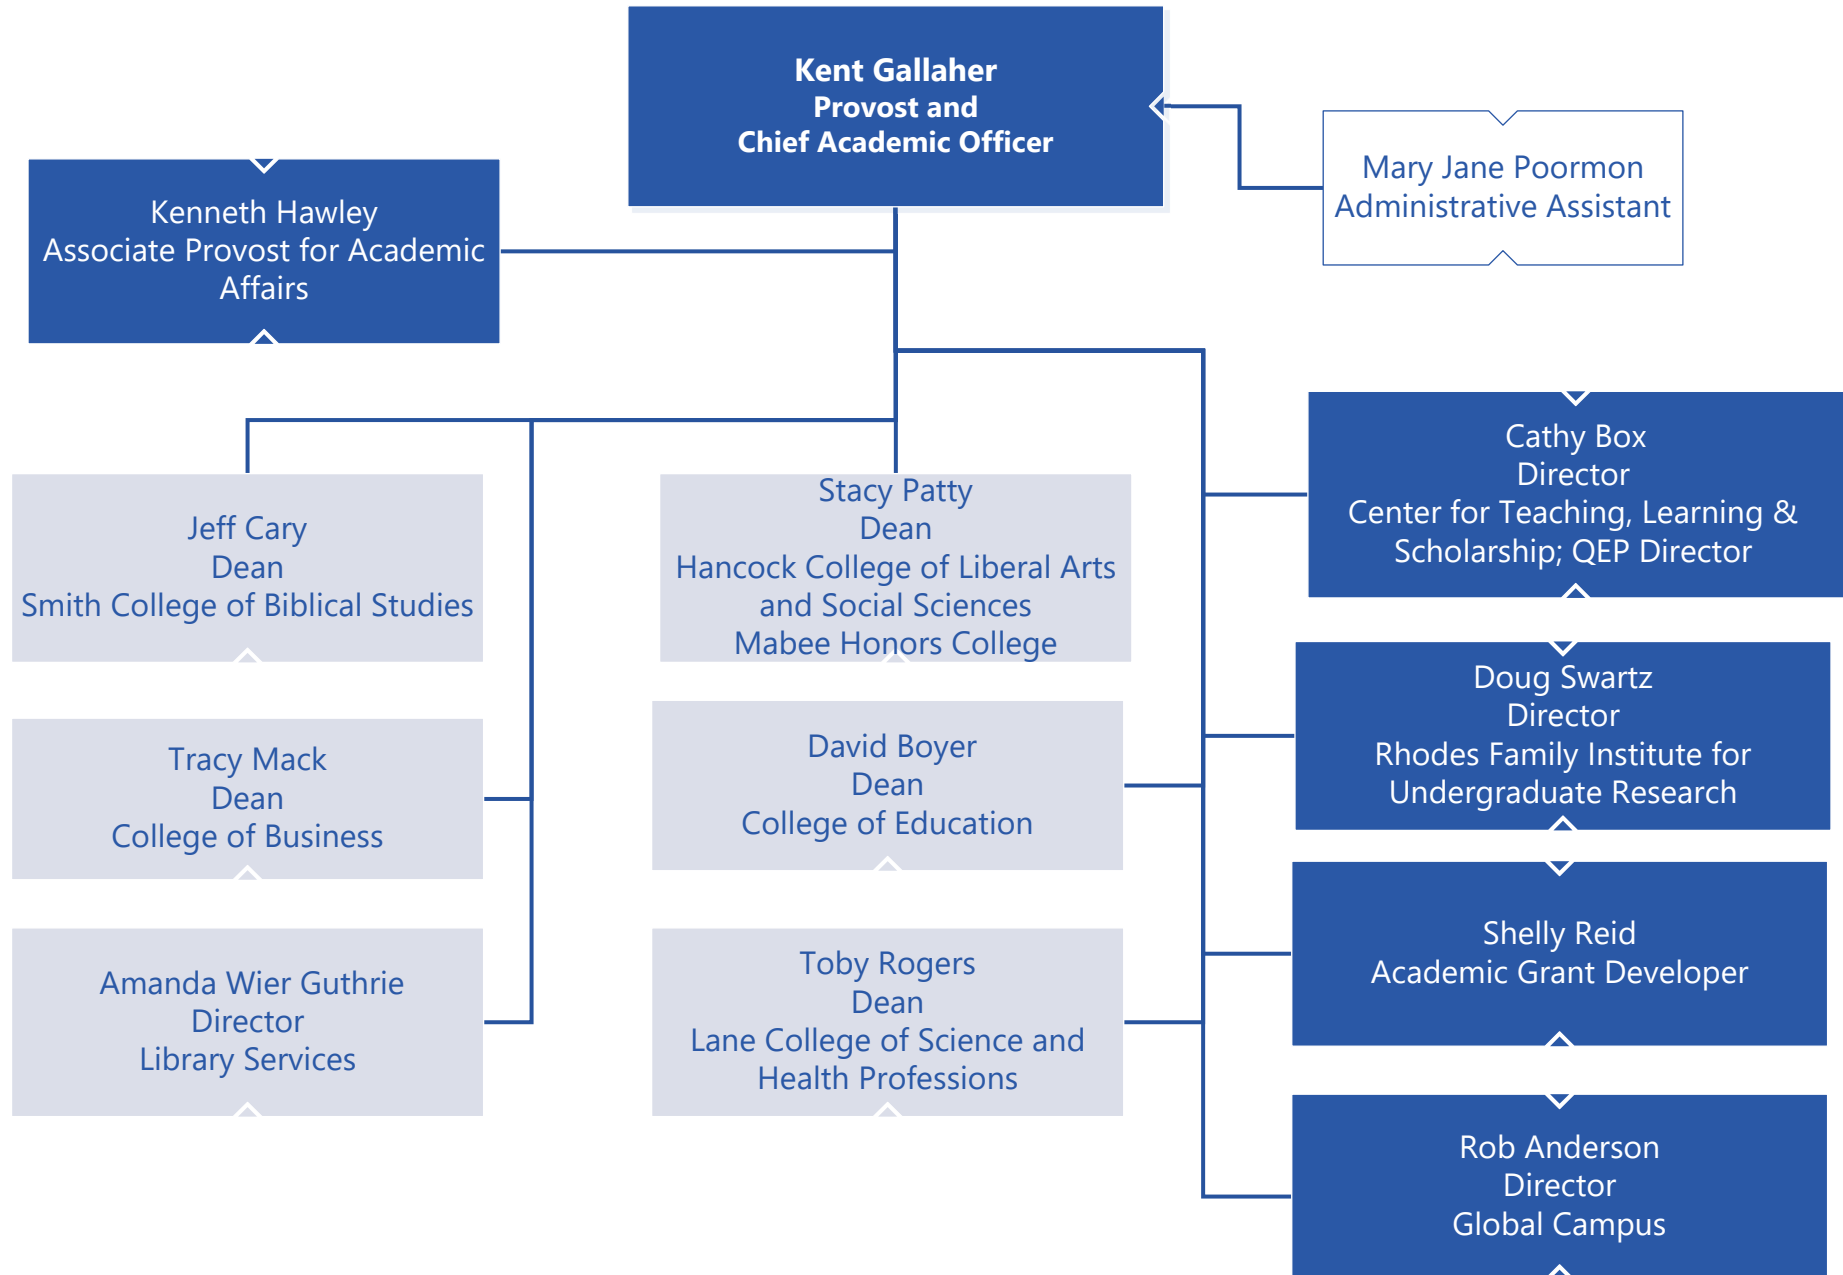 Kent Gallaher
Provost and
Chief Academic Officer
Mary Jane Poormon
Administrative Assistant
Kenneth Hawley
Associate Provost for Academic
Affairs
Jeff Cary
Dean
Smith College of Biblical Studies
Stacy Patty
Dean
Hancock College of Liberal Arts
and Social Sciences
Mabee Honors College
Cathy Box
Director
Center for Teaching, Learning &
Scholarship; QEP Director
Tracy Mack
Dean
College of Business
David Boyer
Dean
College of Education
Doug Swartz
Director
Rhodes Family Institute for
Undergraduate Research
Amanda Wier Guthrie
Director
Library Services
Toby Rogers
Dean
Lane College of Science and
Health Professions
Shelly Reid
Academic Grant Developer
Rob Anderson
Director
Global Campus